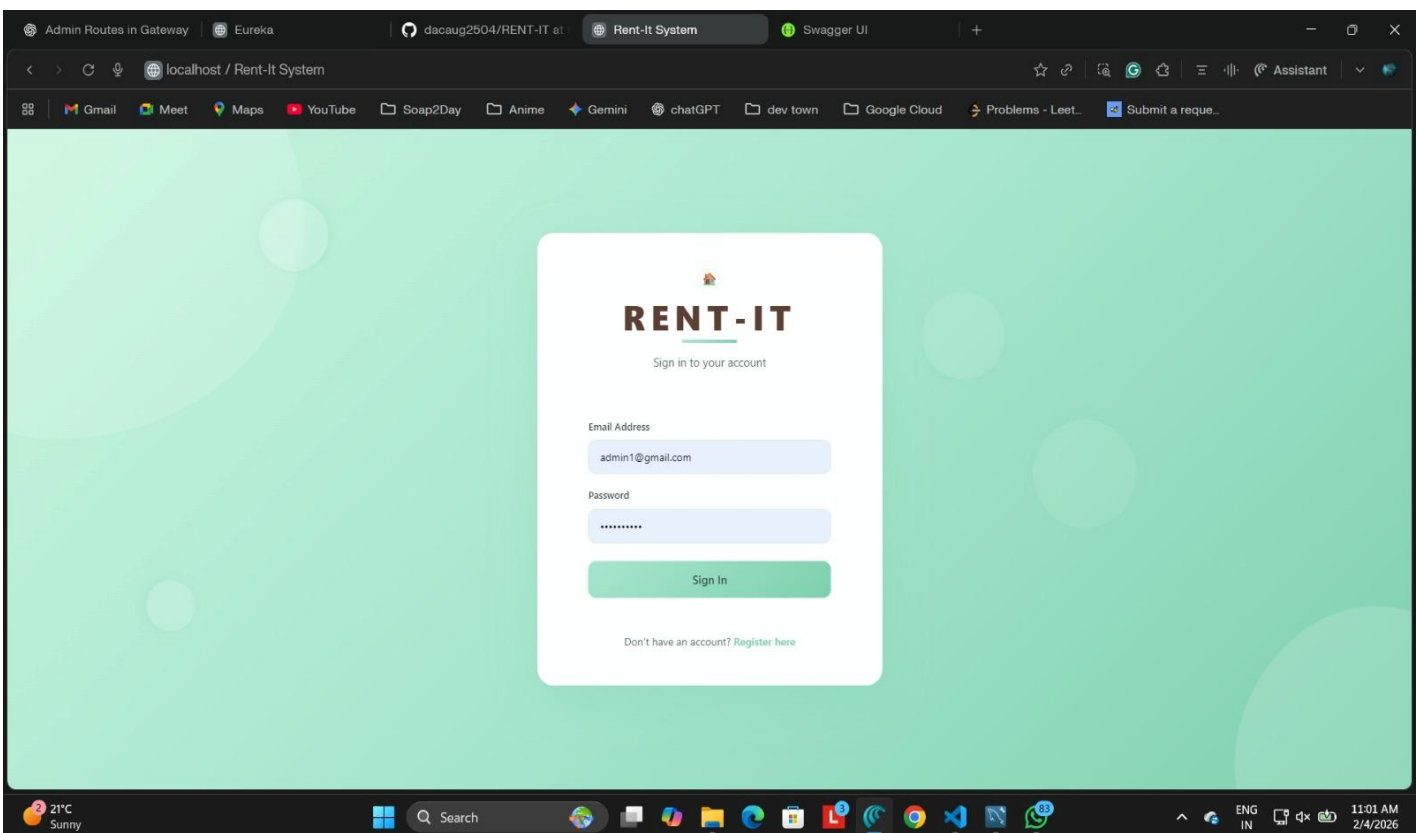 Admin Routes in Gateway
Eureka
dacaug2504/RENT-IT at
Rent-It System
Swagger UI
localhost / Rent-It System
Assistant
Gmail
Meet
Maps
YouTube
Soap2Day
Anime
Gemini
chatGPT
dev town
Google Cloud
Problems - Leet...
Submit a reque...
RENT-IT
Sign in to your account
Email Address
admin1@gmail.com
Password
Sign In
Don't have an account? Register here
2
21°C
Sunny
Search
L
3
83
ENG
IN
11:01 AM
2/4/2026